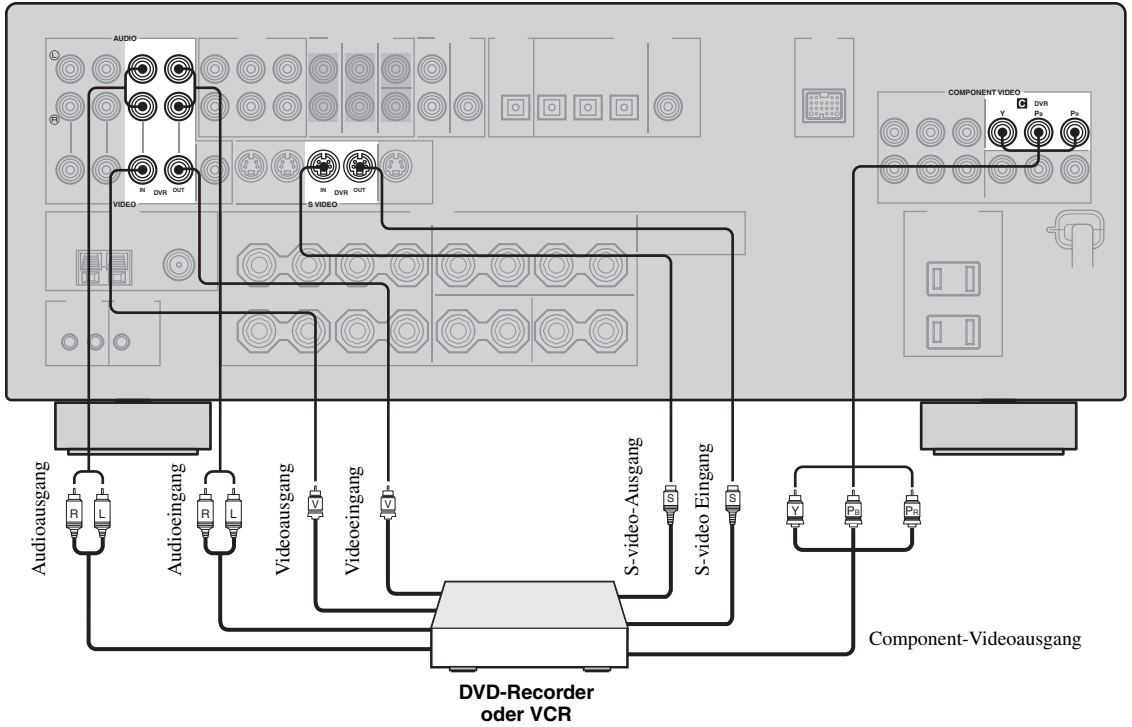 AUDIO
L
R
IN DVR OUT
VIDEO
IN DVR OUT
S VIDEO
COMPONENT VIDEO
C DVR
Y PB PR
Audioausgang
Audioeingang
Videoausgang
Videoeingang
S-video-Ausgang
S-video Eingang
R L
R L
V
V
S
S
Y
PB
PR
Component-Videoausgang
DVD-Recorder
oder VCR